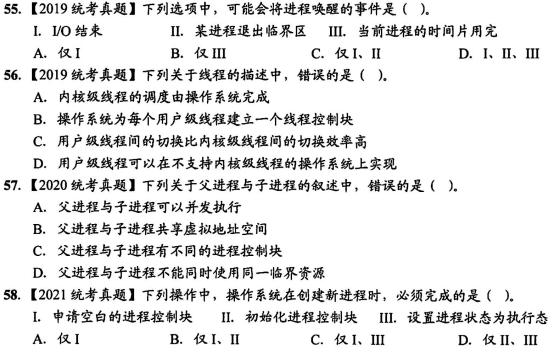 55.【2019 统考真题】下列选项中，可能会将进程唤醒的事件是（ ）。
I. I/O 结束 II. 某进程退出临界区 III. 当前进程的时间片用完
A. 仅 I B. 仅 III C. 仅 I、II D. I、II、III
56.【2019 统考真题】下列关于线程的描述中，错误的是（ ）。
A. 内核级线程的调度由操作系统完成
B. 操作系统为每个用户级线程建立一个线程控制块
C. 用户级线程间的切换比内核级线程间的切换效率高
D. 用户级线程可以在不支持内核级线程的操作系统上实现
57.【2020 统考真题】下列关于父进程与子进程的叙述中，错误的是（ ）。
A. 父进程与子进程可以并发执行
B. 父进程与子进程共享虚拟地址空间
C. 父进程与子进程有不同的进程控制块
D. 父进程与子进程不能同时使用同一临界资源
58.【2021 统考真题】下列操作中，操作系统在创建新进程时，必须完成的是（ ）。
I. 申请空白的进程控制块 II. 初始化进程控制块 III. 设置进程状态为执行态
A. 仅 I B. 仅 I、II C. 仅 I、III D. 仅 II、III